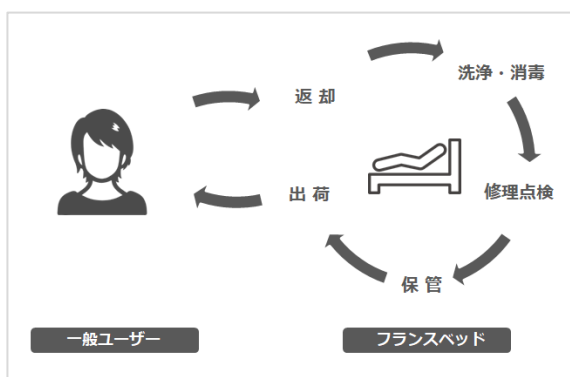 洗浄・消毒
返却
修理点検
出荷
保管
一般ユーザー
フランスベッド